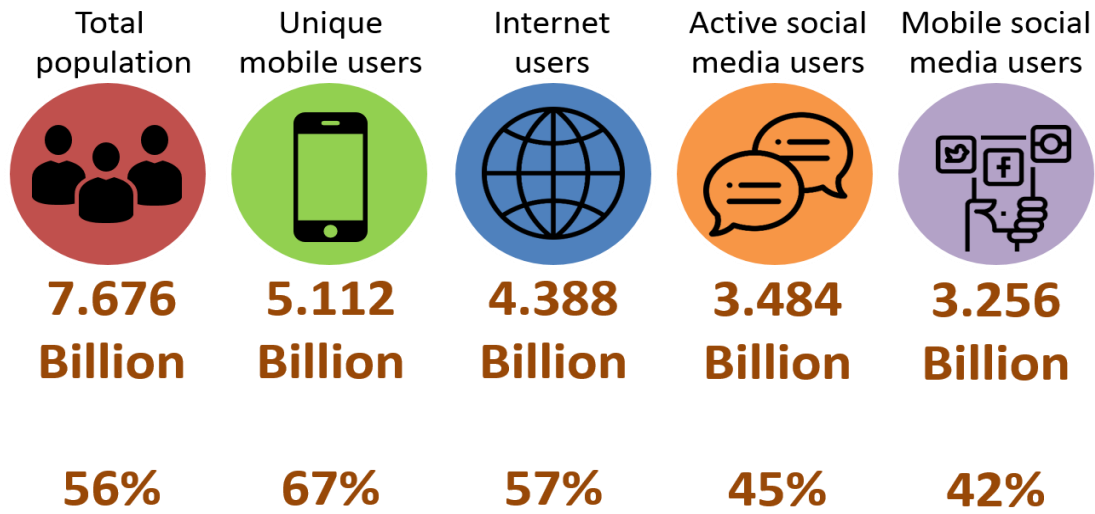 Total
population
Unique
mobile users
Internet
users
Active social
media users
Mobile social
media users
7.676
Billion
5.112
Billion
4.388
Billion
3.484
Billion
3.256
Billion
56%
67%
57%
45%
42%